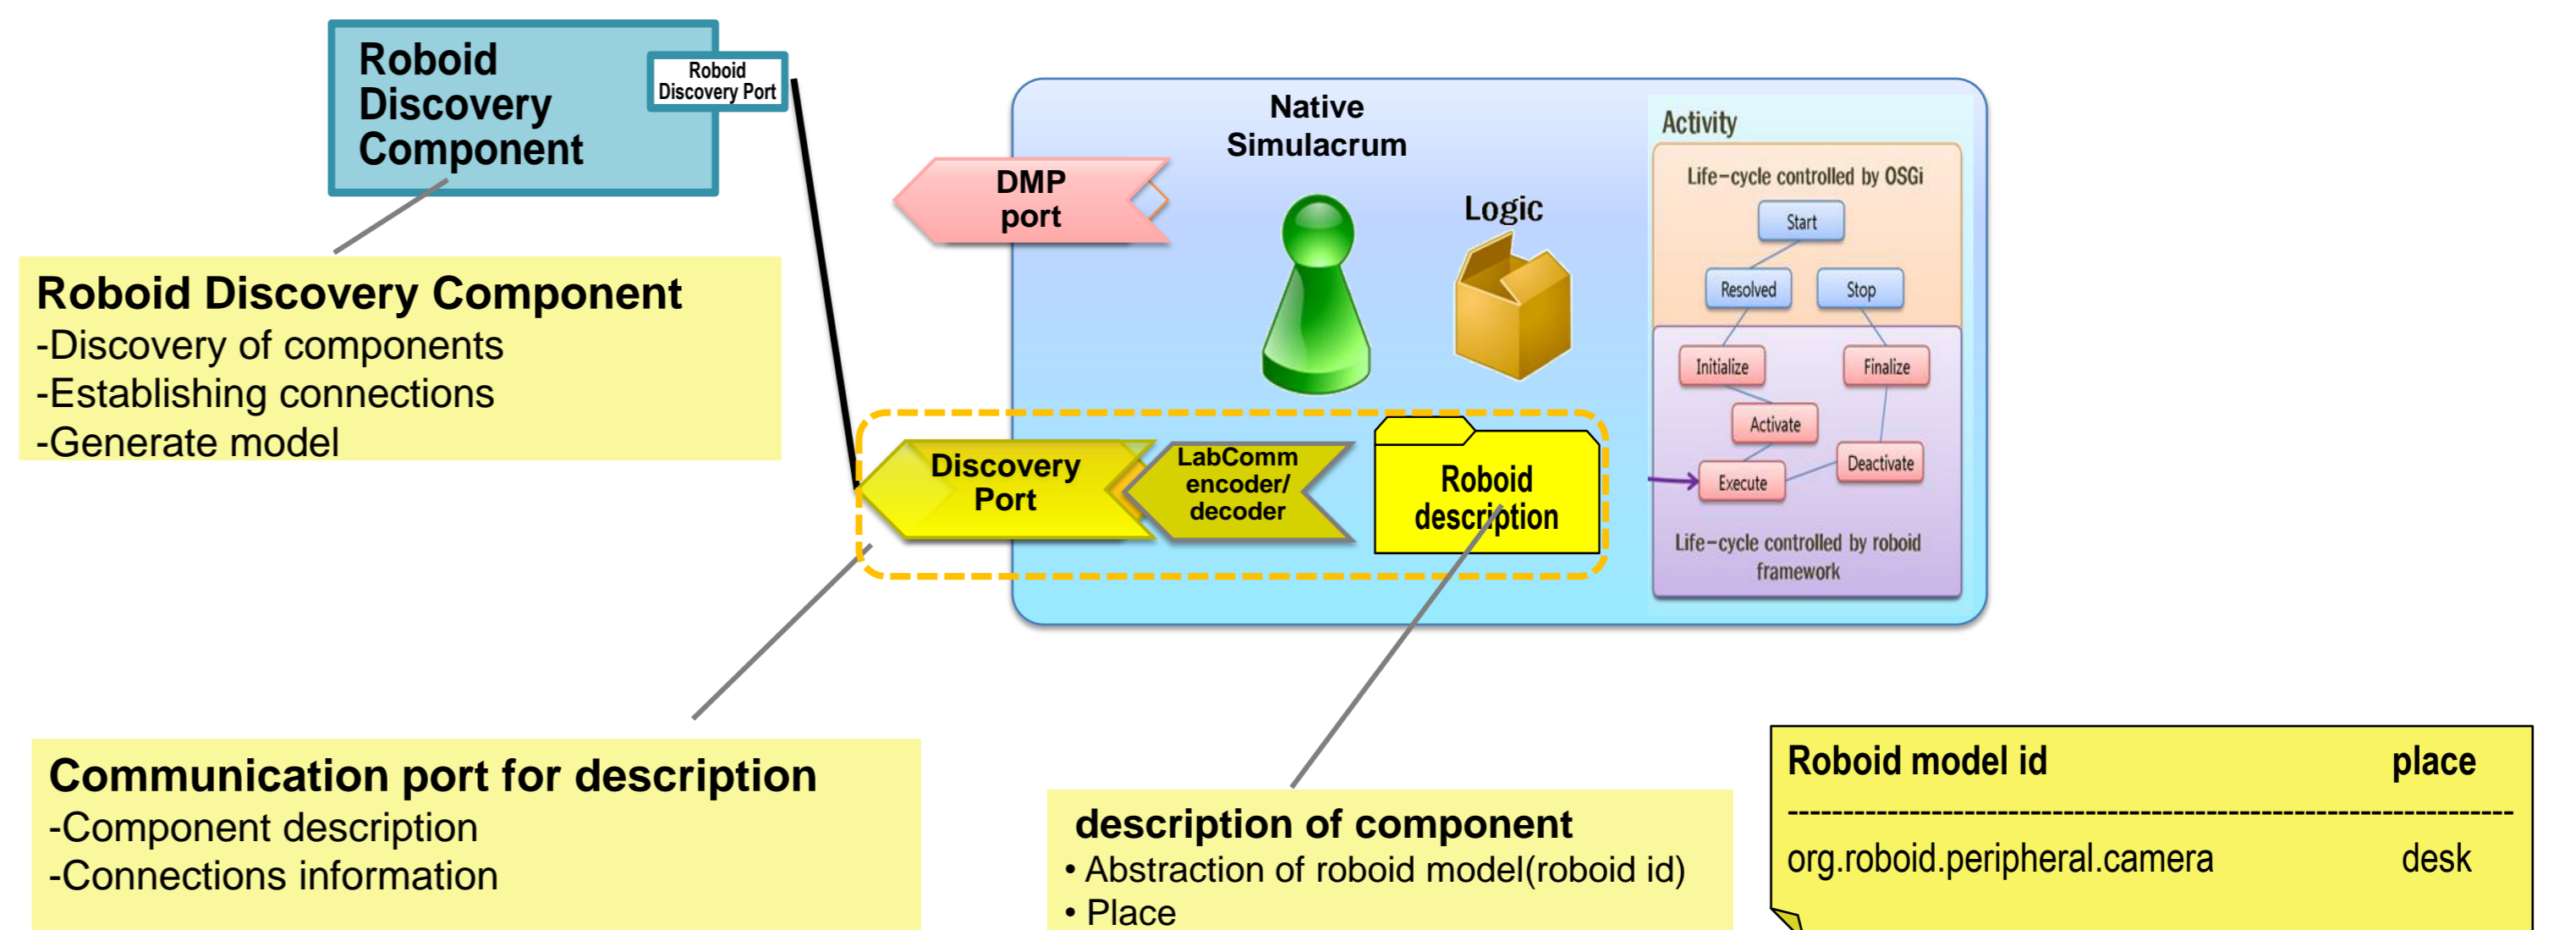 Roboid
Discovery
Component
Roboid
Discovery Port
Roboid Discovery Component
-Discovery of components
-Establishing connections
-Generate model
Native
Simulacrum
DMP
port
Logic
Discovery
Port
LabComm
encoder/
decoder
Roboid
description
Activity
Life-cycle controlled by OSGi
Start
Resolved
Stop
Initialize
Finalize
Activate
Deactivate
Execute
Life-cycle controlled by roboid
framework
Communication port for description
-Component description
-Connections information
description of component
• Abstraction of roboid model(roboid id)
• Place
Roboid model id place
------------------------------------------------------------------
org.roboid.peripheral.camera desk